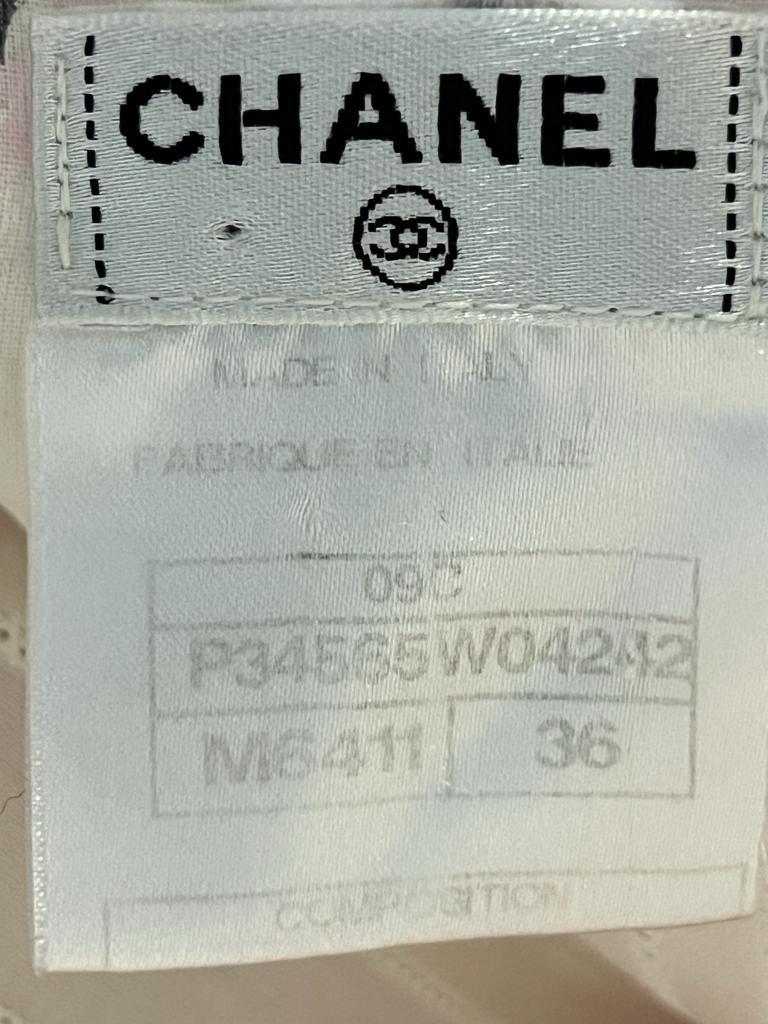 CHANEL
MADE IN ITALY
FABRIQUE EN ITALIE
09C
P34565W04242
M6411 36
COMPOSITION